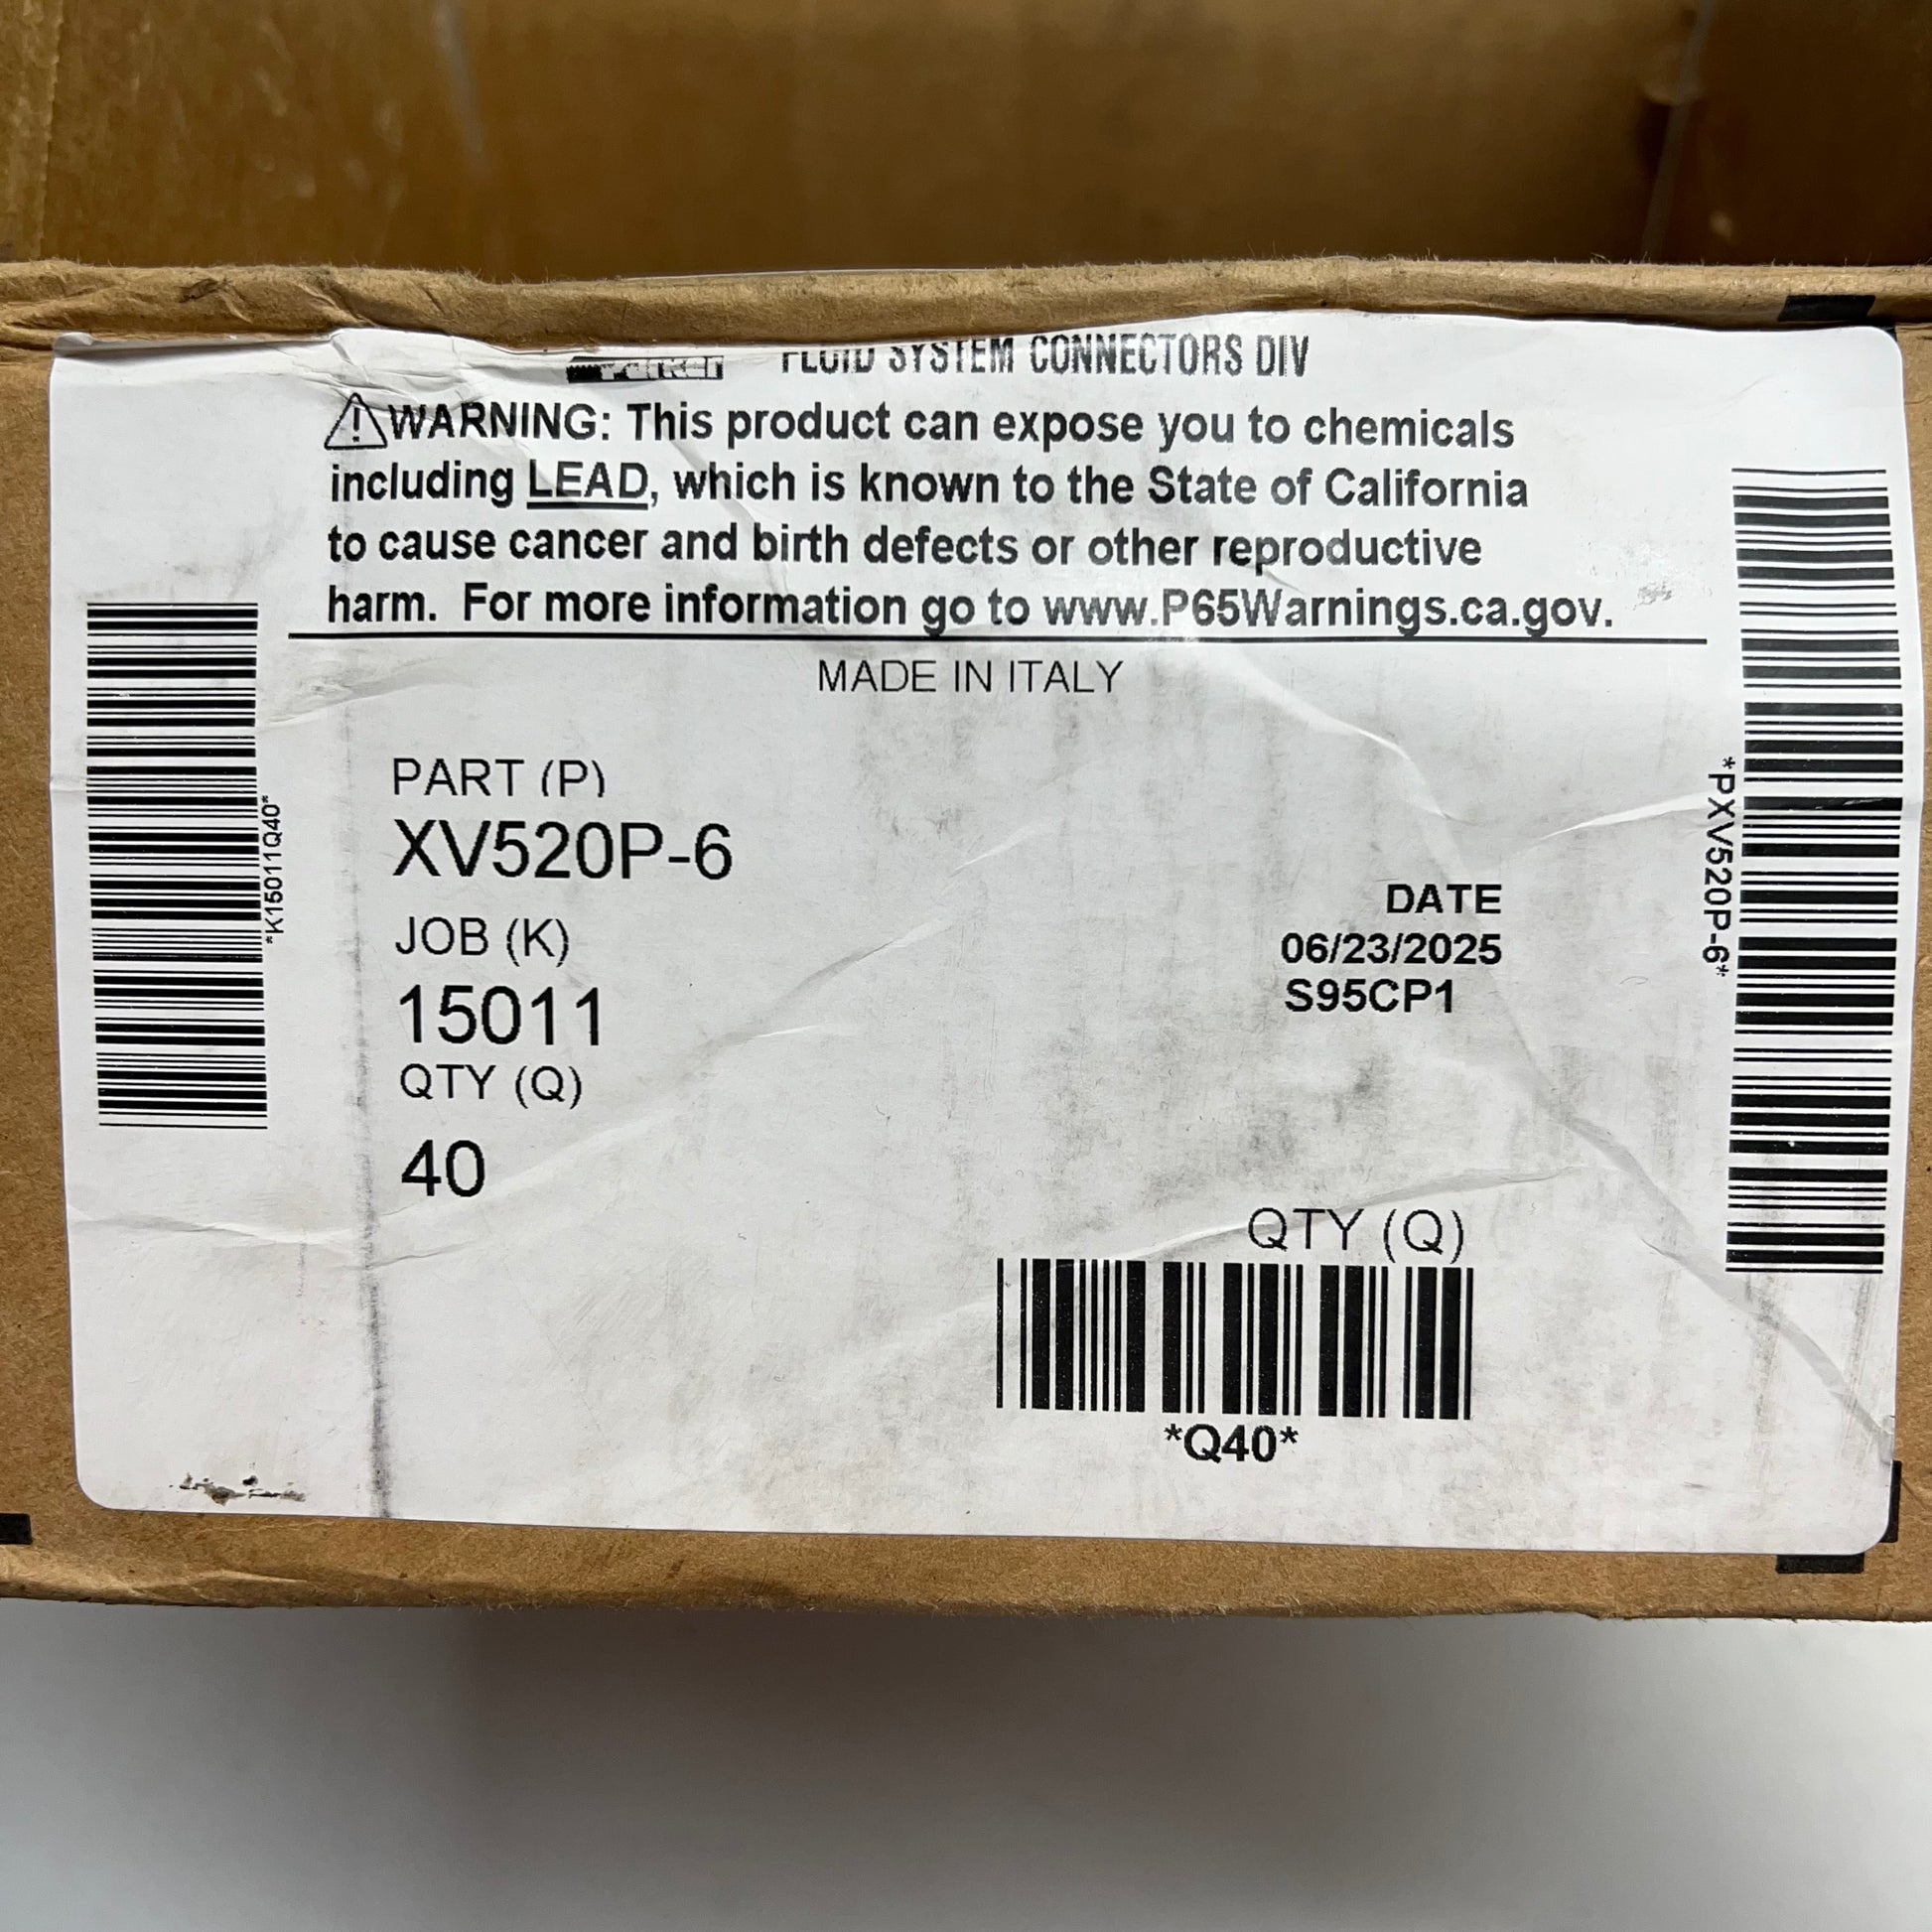 Parker FLUID SYSTEM CONNECTORS DIV
WARNING: This product can expose you to chemicals
including LEAD, which is known to the State of California
to cause cancer and birth defects or other reproductive
harm. For more information go to www.P65Warnings.ca.gov.
MADE IN ITALY
*K15011Q40*
PART (P)
XV520P-6
JOB (K)
15011
QTY (Q)
40
DATE
06/23/2025
S95CP1
QTY (Q)
*Q40*
*PXV520P-6*